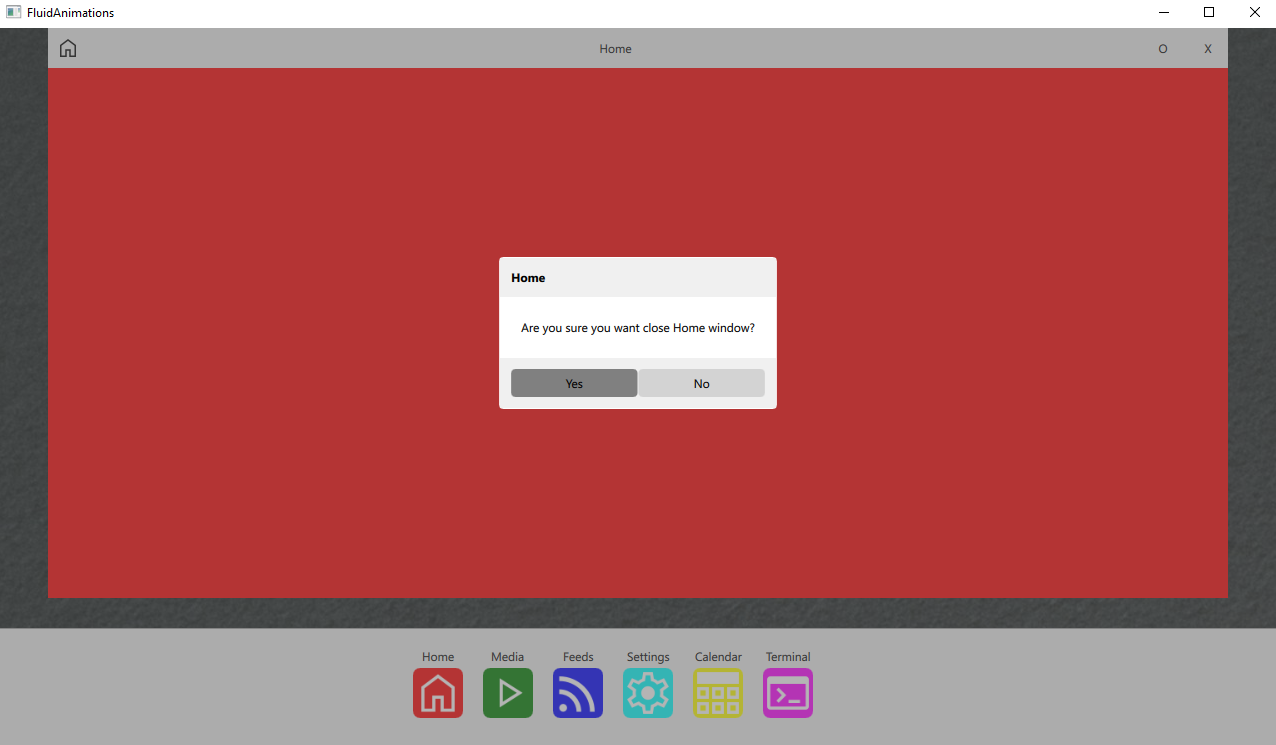 FluidAnimations
Home
O
X
Home
Are you sure you want close Home window?
Yes
No
Home
Media
Feeds
Settings
Calendar
Terminal